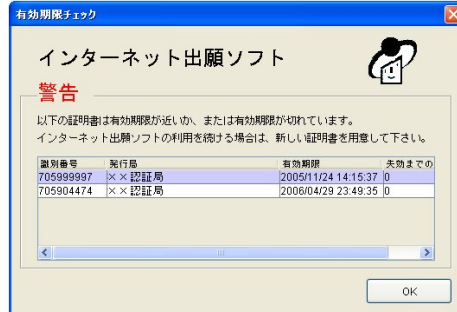 有効期限チェック
インターネット出願ソフト
警告
以下の証明書は有効期限が近いか、または有効期限が切れています。
インターネット出願ソフトの利用を続ける場合は、新しい証明書を用意して下さい。
識別番号 発行局 有効期限 失効までの
705999997 ××認証局 2005/11/24 14:15:37 0
705904474 ××認証局 2006/04/29 23:49:35 0
OK